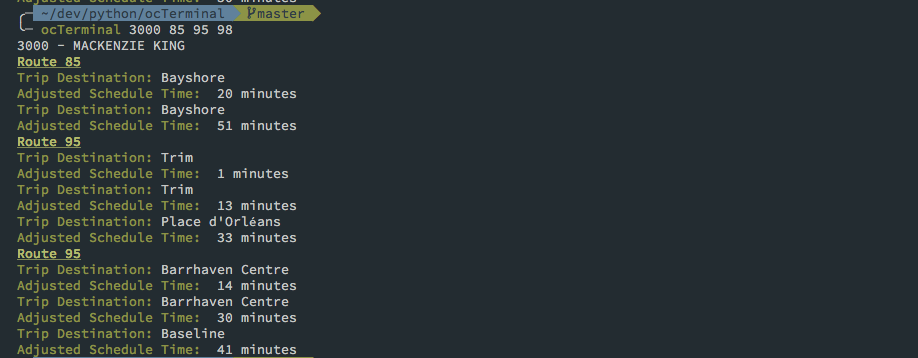 Adjusted Schedule Time: 30 minutes
~/dev/python/ocTerminal master
ocTerminal 3000 85 95 98
3000 - MACKENZIE KING
Route 85
Trip Destination: Bayshore
Adjusted Schedule Time: 20 minutes
Trip Destination: Bayshore
Adjusted Schedule Time: 51 minutes
Route 95
Trip Destination: Trim
Adjusted Schedule Time: 1 minutes
Trip Destination: Trim
Adjusted Schedule Time: 13 minutes
Trip Destination: Place d'Orléans
Adjusted Schedule Time: 33 minutes
Route 95
Trip Destination: Barrhaven Centre
Adjusted Schedule Time: 14 minutes
Trip Destination: Barrhaven Centre
Adjusted Schedule Time: 30 minutes
Trip Destination: Baseline
Adjusted Schedule Time: 41 minutes